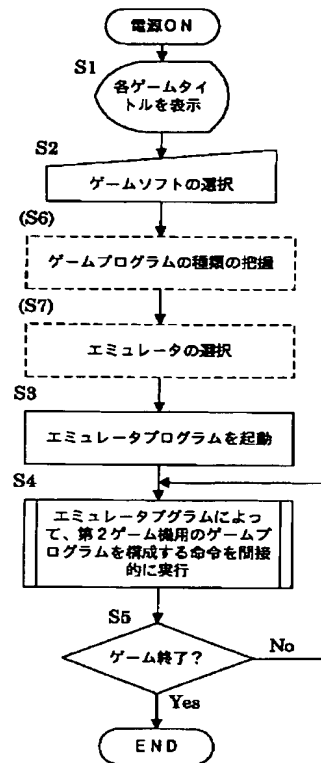 電源ON
S1
各ゲームタイ
トルを表示
S2
ゲームソフトの選択
(S6)
ゲームプログラムの種類の把握
(S7)
エミュレータの選択
S3
エミュレータプログラムを起動
S4
エミュレータプグラムによっ
て、第2ゲーム機用のゲームプ
ログラムを構成する命令を間接
的に実行
S5
ゲーム終了?
No
Yes
END